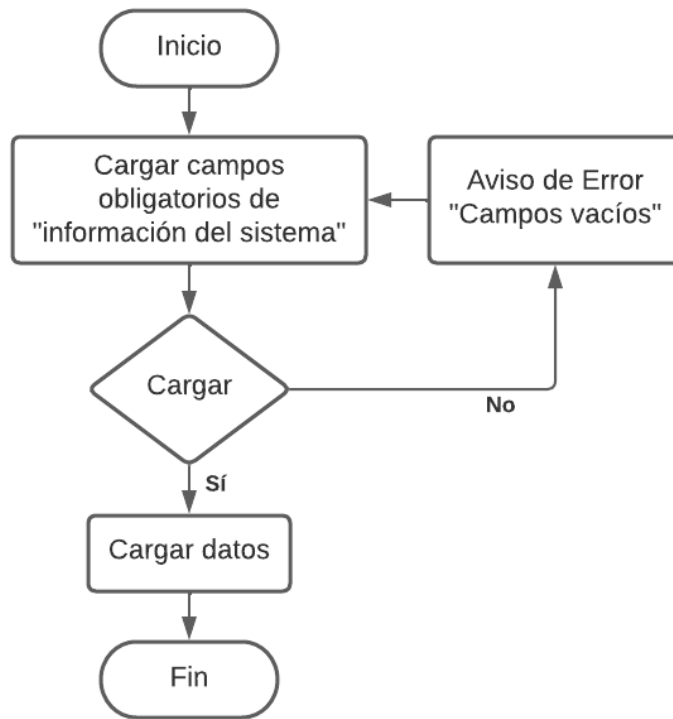 Inicio
Cargar campos
obligatorios de
"información del sistema"
Aviso de Error
"Campos vacíos"
Cargar
No
Sí
Cargar datos
Fin